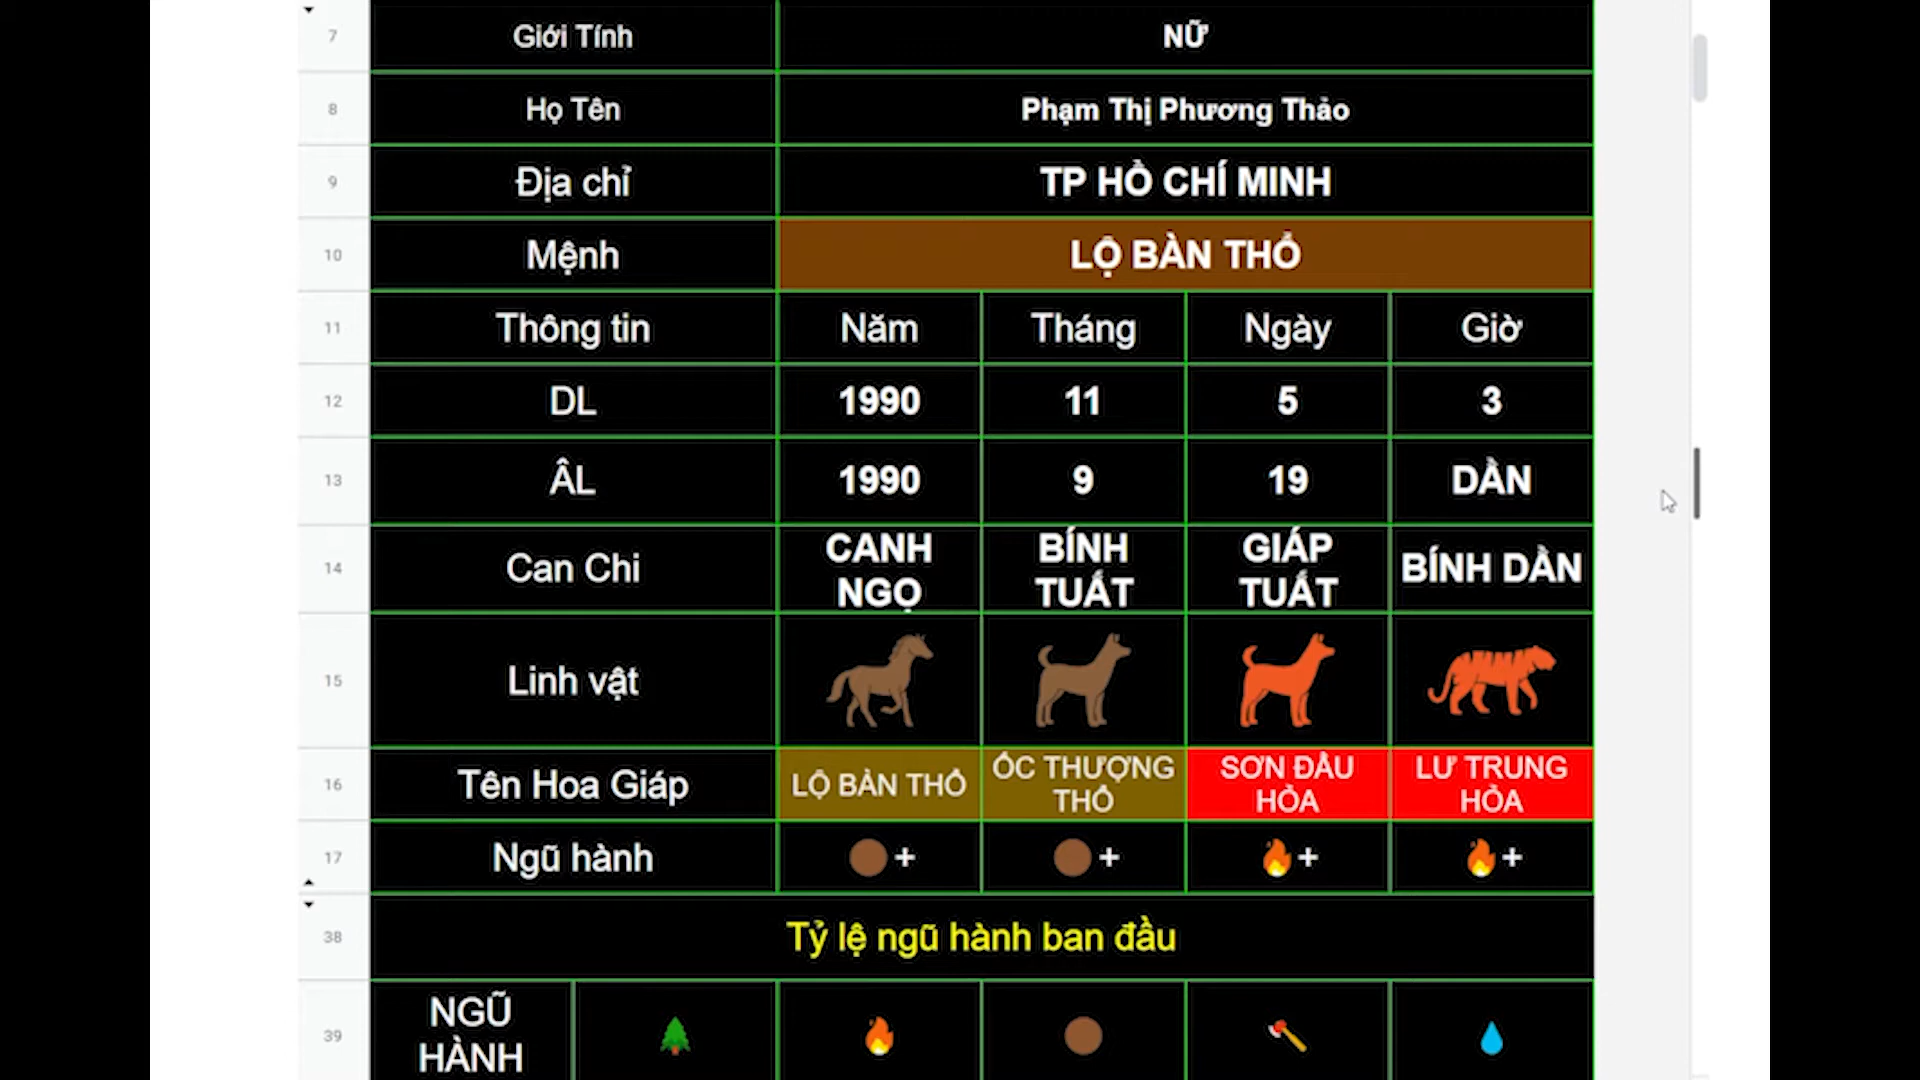 7 Giới Tính NỮ
8 Họ Tên Phạm Thị Phương Thảo
9 Địa chỉ TP HỒ CHÍ MINH
10 Mệnh LỘ BÀN THỔ
11 Thông tin Năm Tháng Ngày Giờ
12 DL 1990 11 5 3
13 ÂL 1990 9 19 DẦN
14 Can Chi CANH NGỌ BÍNH TUẤT GIÁP TUẤT BÍNH DẦN
15 Linh vật
16 Tên Hoa Giáp LỘ BÀN THỔ ỐC THƯỢNG THỔ SƠN ĐẦU HỎA LƯ TRUNG HỎA
17 Ngũ hành + + + +
38 Tỷ lệ ngũ hành ban đầu
39 NGŨ HÀNH